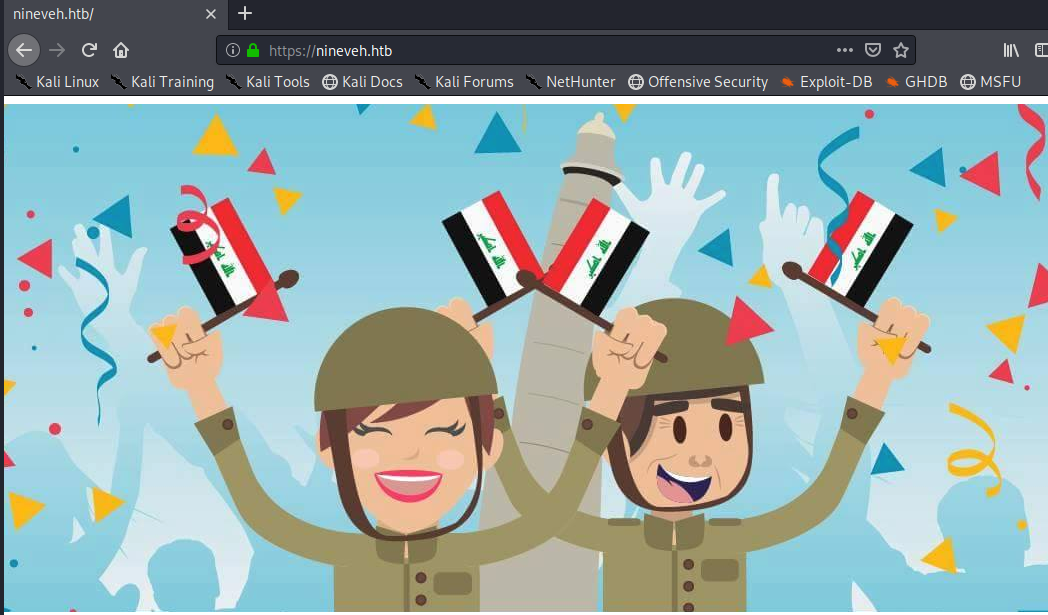 nineveh.htb/
https://nineveh.htb
Kali Linux Kali Training Kali Tools Kali Docs Kali Forums NetHunter Offensive Security Exploit-DB GHDB MSFU